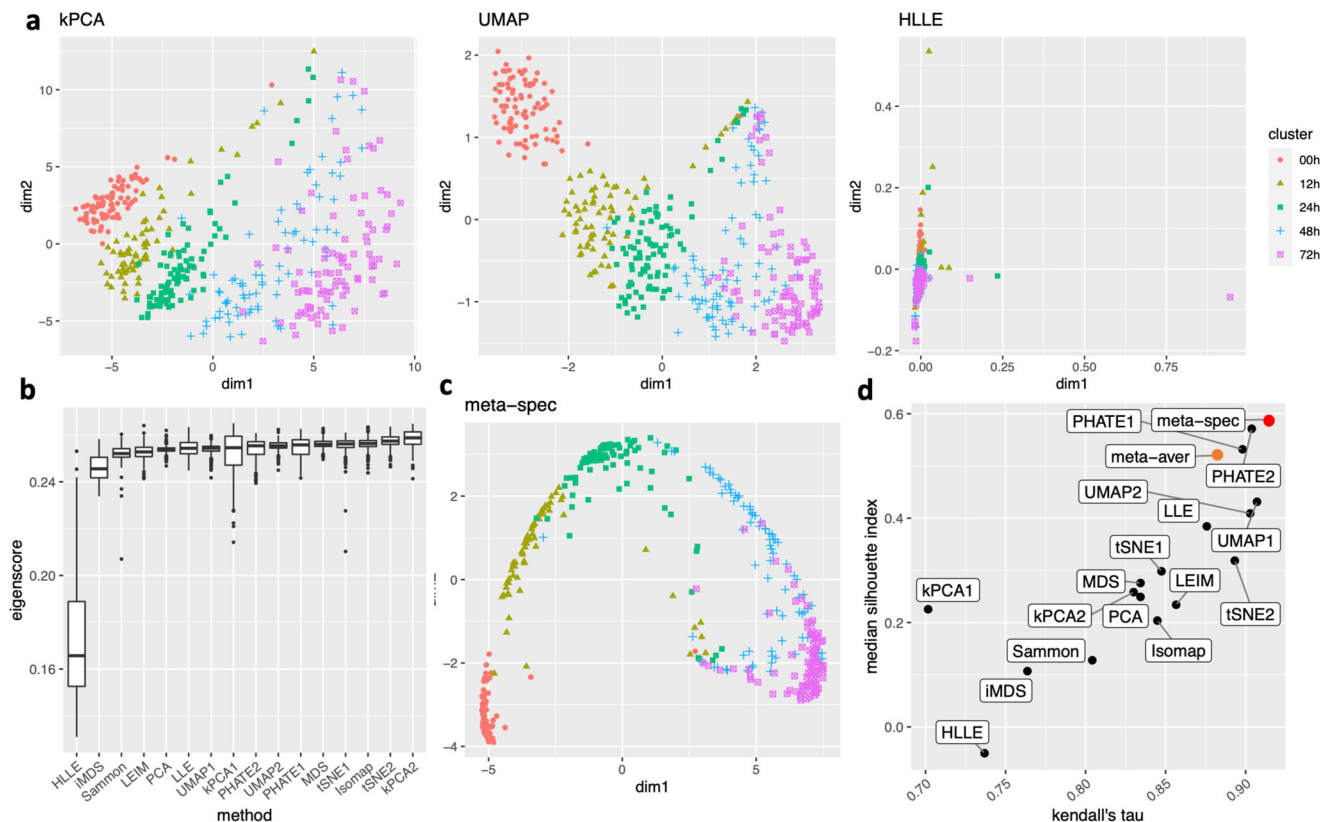 a
kPCA
UMAP
HLLE
10
5
0
−5
dim2
−5
0
5
10
dim1
2
1
0
−1
dim2
−2
0
2
dim1
0.4
0.2
0.0
−0.2
dim2
0.00
0.25
0.50
0.75
dim1
cluster
00h
12h
24h
48h
72h
b
0.24
0.20
0.16
eigenscore
HLLE
iMDS
Sammon
LEIM
PCA
LLE
UMAP1
kPCA1
PHATE2
UMAP2
PHATE1
MDS
tSNE1
Isomap
tSNE2
kPCA2
method
c
meta−spec
2
0
−2
−4
−5
0
5
dim1
d
0.6
0.4
0.2
0.0
median silhouette index
PHATE1
meta−spec
meta−aver
PHATE2
UMAP2
LLE
UMAP1
tSNE1
MDS
LEIM
kPCA1
kPCA2
PCA
tSNE2
Sammon
Isomap
iMDS
HLLE
0.70
0.75
0.80
0.85
0.90
kendall's tau